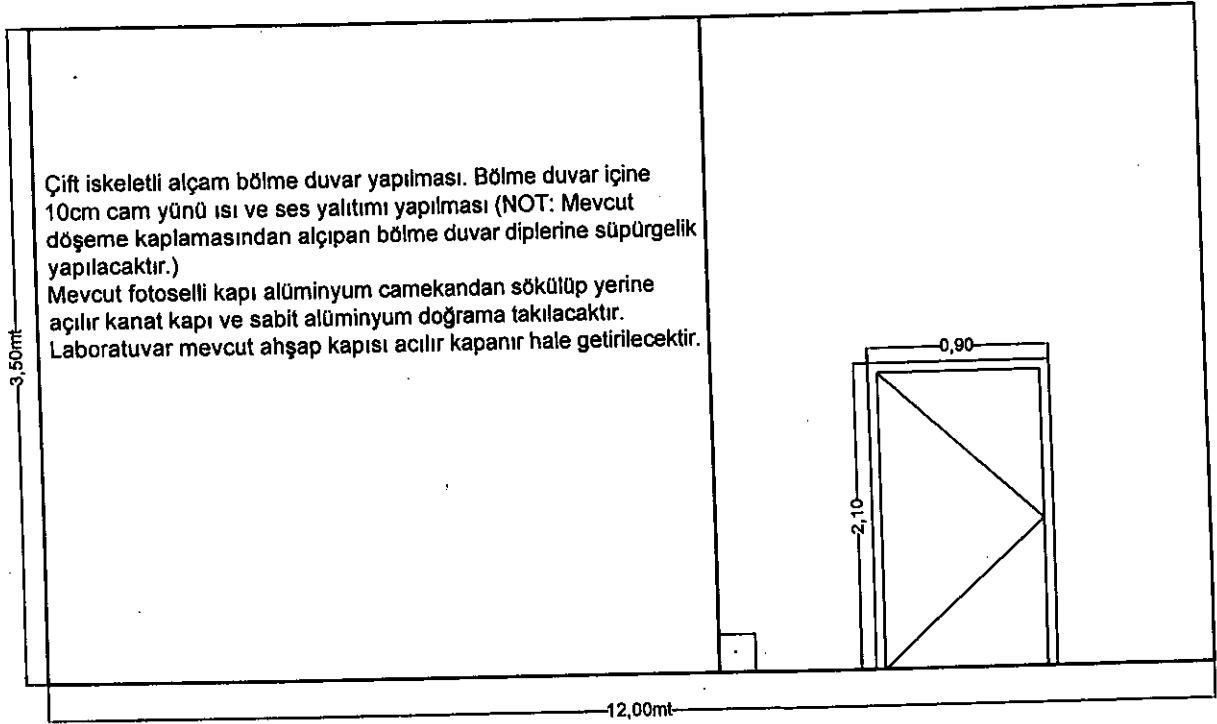 Çift iskeletli alçam bölme duvar yapılması. Bölme duvar içine
10cm cam yünü ısı ve ses yalıtımı yapılması (NOT: Mevcut
döşeme kaplamasından alçıpan bölme duvar diplerine süpürgelik
yapılacaktır.)
Mevcut fotoselli kapı alüminyum camekandan sökülüp yerine
açılır kanat kapı ve sabit alüminyum doğrama takılacaktır.
Laboratuvar mevcut ahşap kapısı acılır kapanır hale getirilecektir.
3,50mt
0,90
2,10
12,00mt